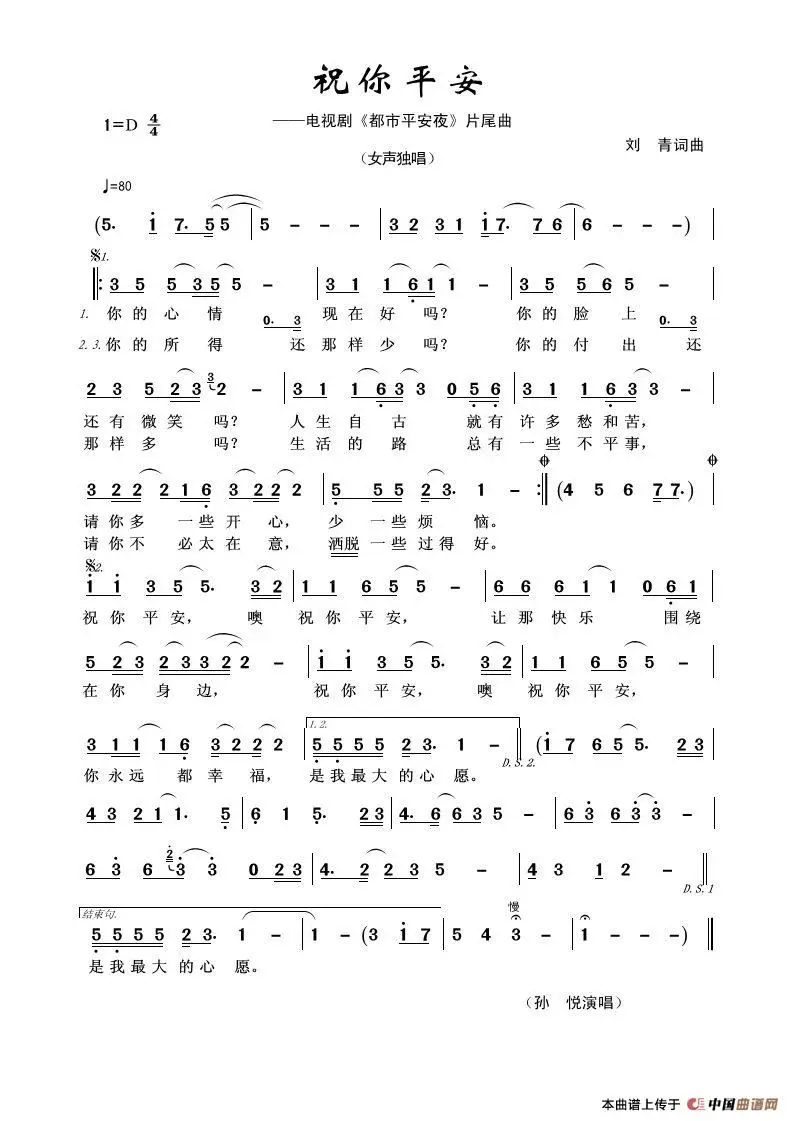 祝你平安
——电视剧《都市平安夜》片尾曲
1=D 4/4
（女声独唱）
刘 青词曲
♩=80
(5· 1̇ 7· 5 5 | 5 - - - | 3 2 3 1 1̇ 7· 7 6 | 6 - - -)
𝄋1.
‖: 3 5 5 3 5 5 - | 3 1 1 6̣ 1 1 - | 3 5 5 6 5 -
1. 你的心情 现在好吗？ 你的脸上
0· 3 0· 3
2.3. 你的所得 还那样少吗？ 你的付出 还
2 3 5 2 3 3 2 - | 3 1 1 6̣ 3 3 0 5̣ 6̣ | 3 1 1 6̣ 3 3 -
还有微笑吗？ 人生自古 就有许多愁和苦，
那样多吗？ 生活的路 总有一些不平事，
3 2 2 2 1 6̣ 3 2 2 2 | 5̣ 5 5 2 3· 1 - :‖ (4 5 6 7 7·)
请你多 一些开心， 少 一些烦恼。
请你不 必太在意， 洒脱一些过得好。
𝄋2.
1̇ 1̇ 3 5 5· 3 2 | 1 1 6 5 5 - | 6 6 6 1 1 0 6̣ 1
祝你平安， 噢 祝你平安， 让那快乐 围绕
5 2 3 2 3 3 2 2 - | 1̇ 1̇ 3 5 5· 3 2 | 1 1 6 5 5 -
在你身边， 祝你平安， 噢 祝你平安，
1.2.
3 1 1 1 6̣ 3 2 2 2 | 5̣ 5̣ 5 5 2 3· 1 - ‖ (1̇ 7 6 5 5· 2 3
D.S.2.
你永远 都幸福， 是我最大的心愿。
4 3 2 1 1· 5̣ | 6̣ 1 5̣· 2 3 | 4· 6 6 3 5 - | 6 3̇ 6 3̇ 3̇ -
6 3̇ 6 2̇ 3̇ 3̇ 0 2 3 | 4· 2 2 3 5 - | 4 3 1 2 - ‖
D.S.1
结束句. 慢
5̣ 5̣ 5 5 2 3· 1 - | 1 - (3 1̇ 7 | 5 4 3 - | 1 - - -) ‖
是我最大的心愿。
（孙 悦演唱）
本曲谱上传于 中国曲谱网